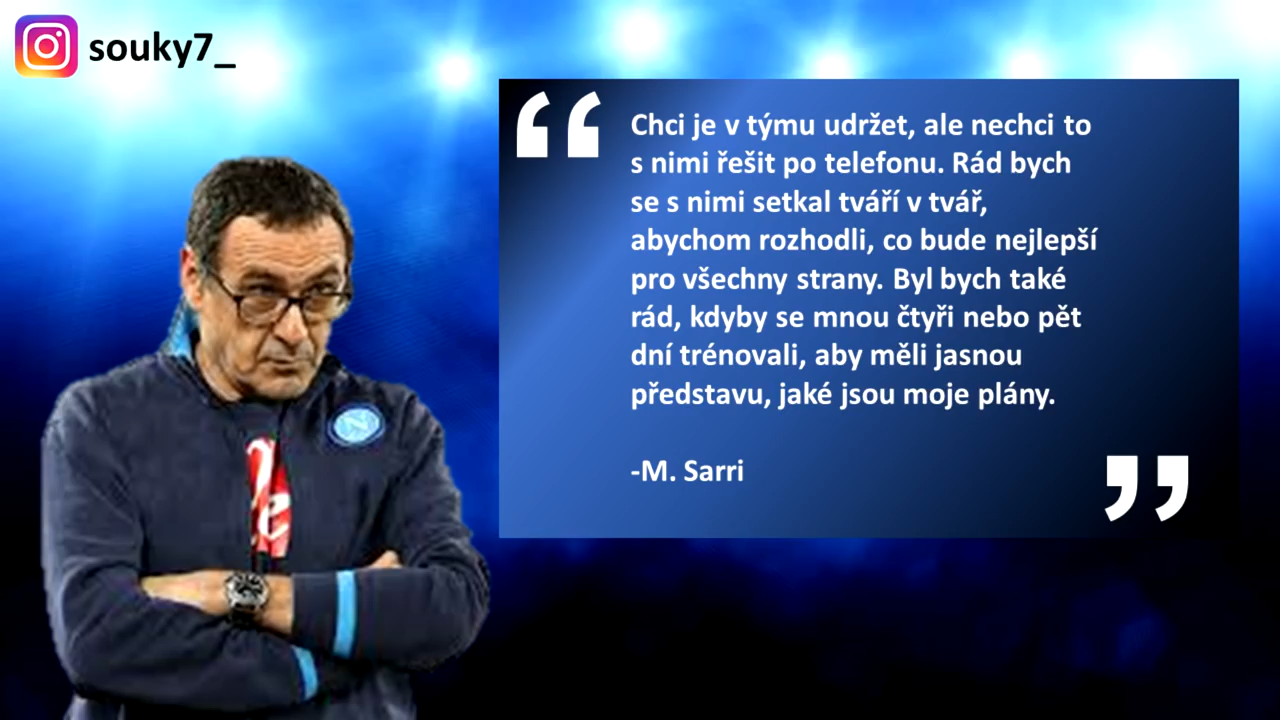 souky7_
“
Chci je v týmu udržet, ale nechci to
s nimi řešit po telefonu. Rád bych
se s nimi setkal tváří v tvář,
abychom rozhodli, co bude nejlepší
pro všechny strany. Byl bych také
rád, kdyby se mnou čtyři nebo pět
dní trénovali, aby měli jasnou
představu, jaké jsou moje plány.
-M. Sarri
”
N